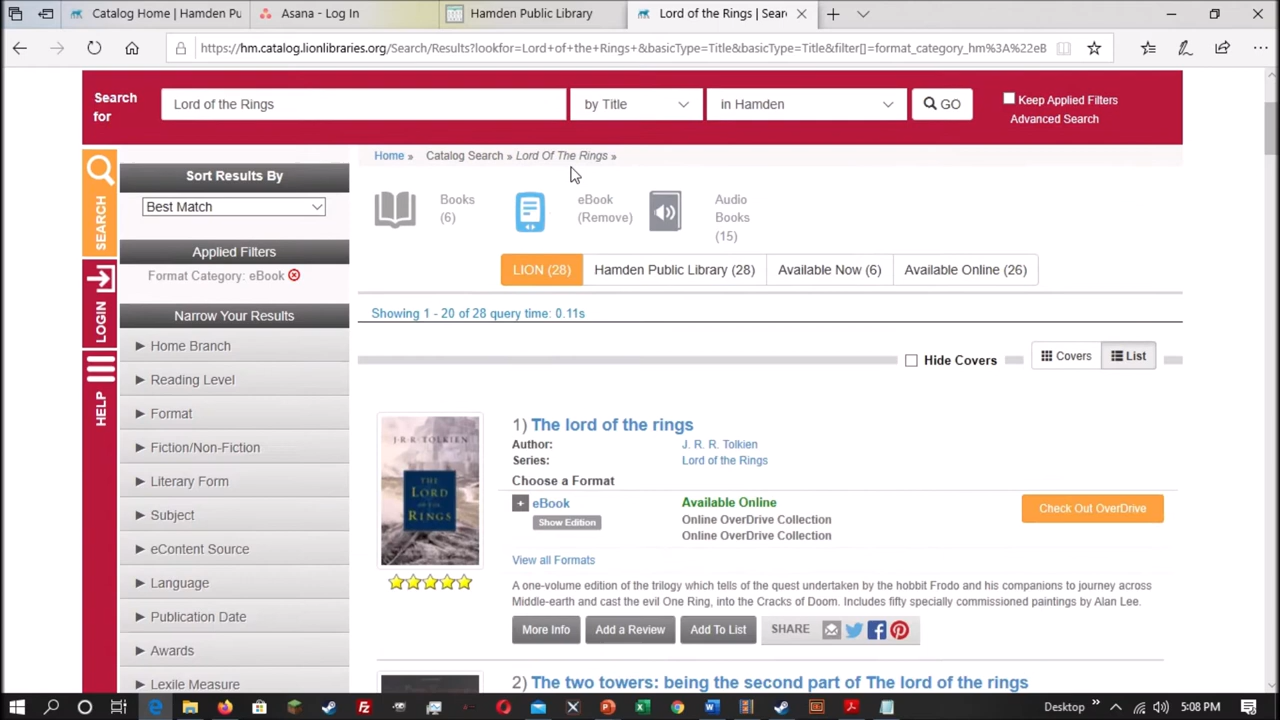 Catalog Home | Hamden Pu
Asana - Log In
Hamden Public Library
Lord of the Rings | Sear
https://hm.catalog.lionlibraries.org/Search/Results?lookfor=Lord+of+the+Rings+&basicType=Title&basicType=Title&filter[]=format_category_hm%3A%22eB
Search for
Lord of the Rings
by Title
in Hamden
GO
Keep Applied Filters
Advanced Search
Home »
Catalog Search »
Lord Of The Rings »
SEARCH
LOGIN
HELP
Sort Results By
Best Match
Applied Filters
Format Category: eBook
Narrow Your Results
Home Branch
Reading Level
Format
Fiction/Non-Fiction
Literary Form
Subject
eContent Source
Language
Publication Date
Awards
Lexile Measure
Books
(6)
eBook
(Remove)
Audio
Books
(15)
LION (28)
Hamden Public Library (28)
Available Now (6)
Available Online (26)
Showing 1 - 20 of 28 query time: 0.11s
Hide Covers
Covers
List
J.R.R. TOLKIEN
THE
LORD
OF THE
RINGS
1) The lord of the rings
Author: J. R. R. Tolkien
Series: Lord of the Rings
Choose a Format
+ eBook
Show Edition
Available Online
Online OverDrive Collection
Online OverDrive Collection
Check Out OverDrive
View all Formats
A one-volume edition of the trilogy which tells of the quest undertaken by the hobbit Frodo and his companions to journey across
Middle-earth and cast the evil One Ring, into the Cracks of Doom. Includes fifty specially commissioned paintings by Alan Lee.
More Info
Add a Review
Add To List
SHARE
2) The two towers: being the second part of The lord of the rings
Desktop
5:08 PM